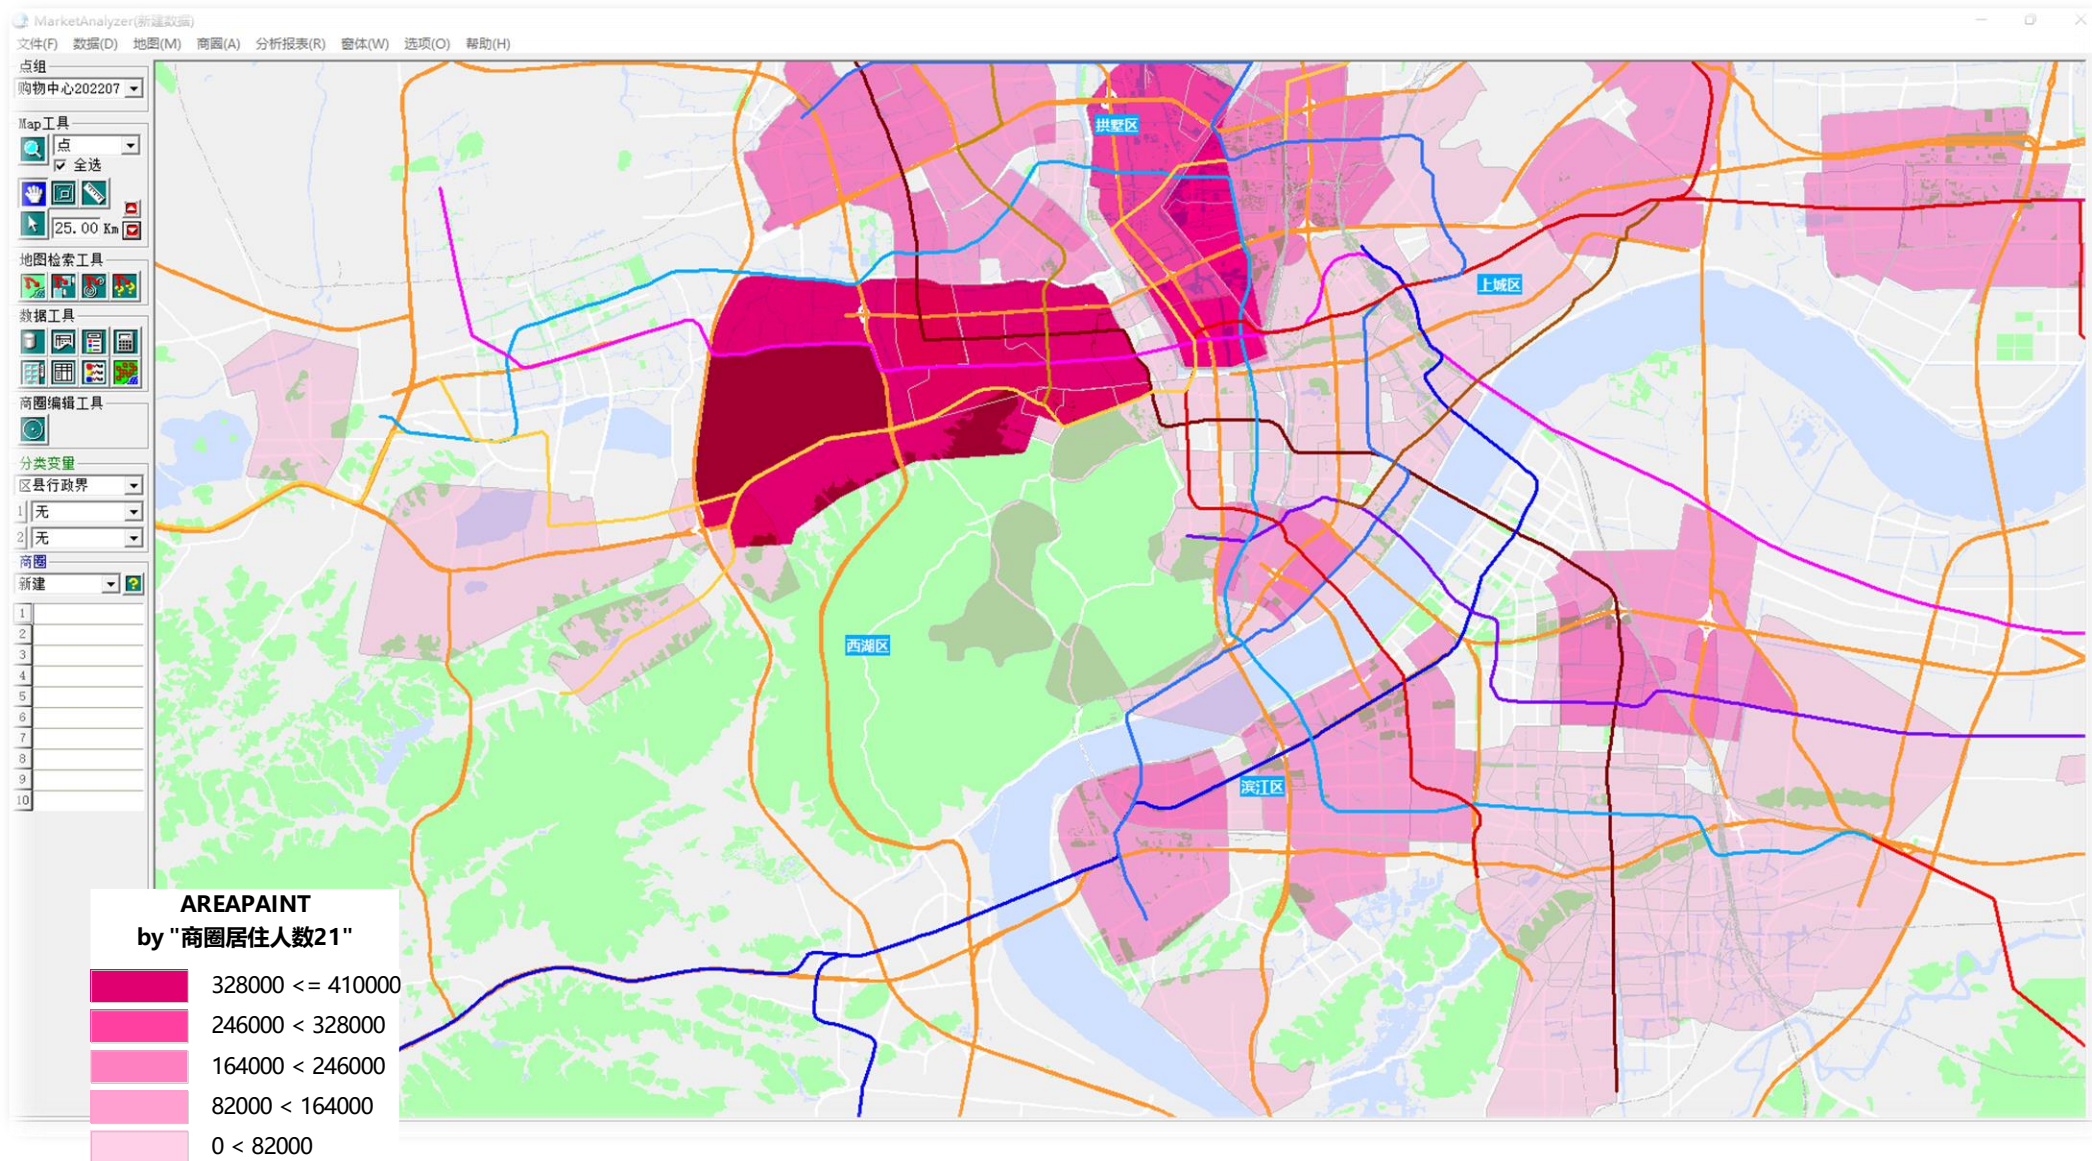 MarketAnalyzer(新建数据)
文件(F) 数据(D) 地图(M) 商圈(A) 分析报表(R) 窗体(W) 选项(O) 帮助(H)
点组
购物中心202207
Map工具
点
全选
25.00 Km
地图检索工具
数据工具
商圈编辑工具
分类变量
区县行政界
1 无
2 无
商圈
新建
1
2
3
4
5
6
7
8
9
10
拱墅区
上城区
西湖区
滨江区
AREAPAINT
by "商圈居住人数21"
328000 <= 410000
246000 < 328000
164000 < 246000
82000 < 164000
0 < 82000